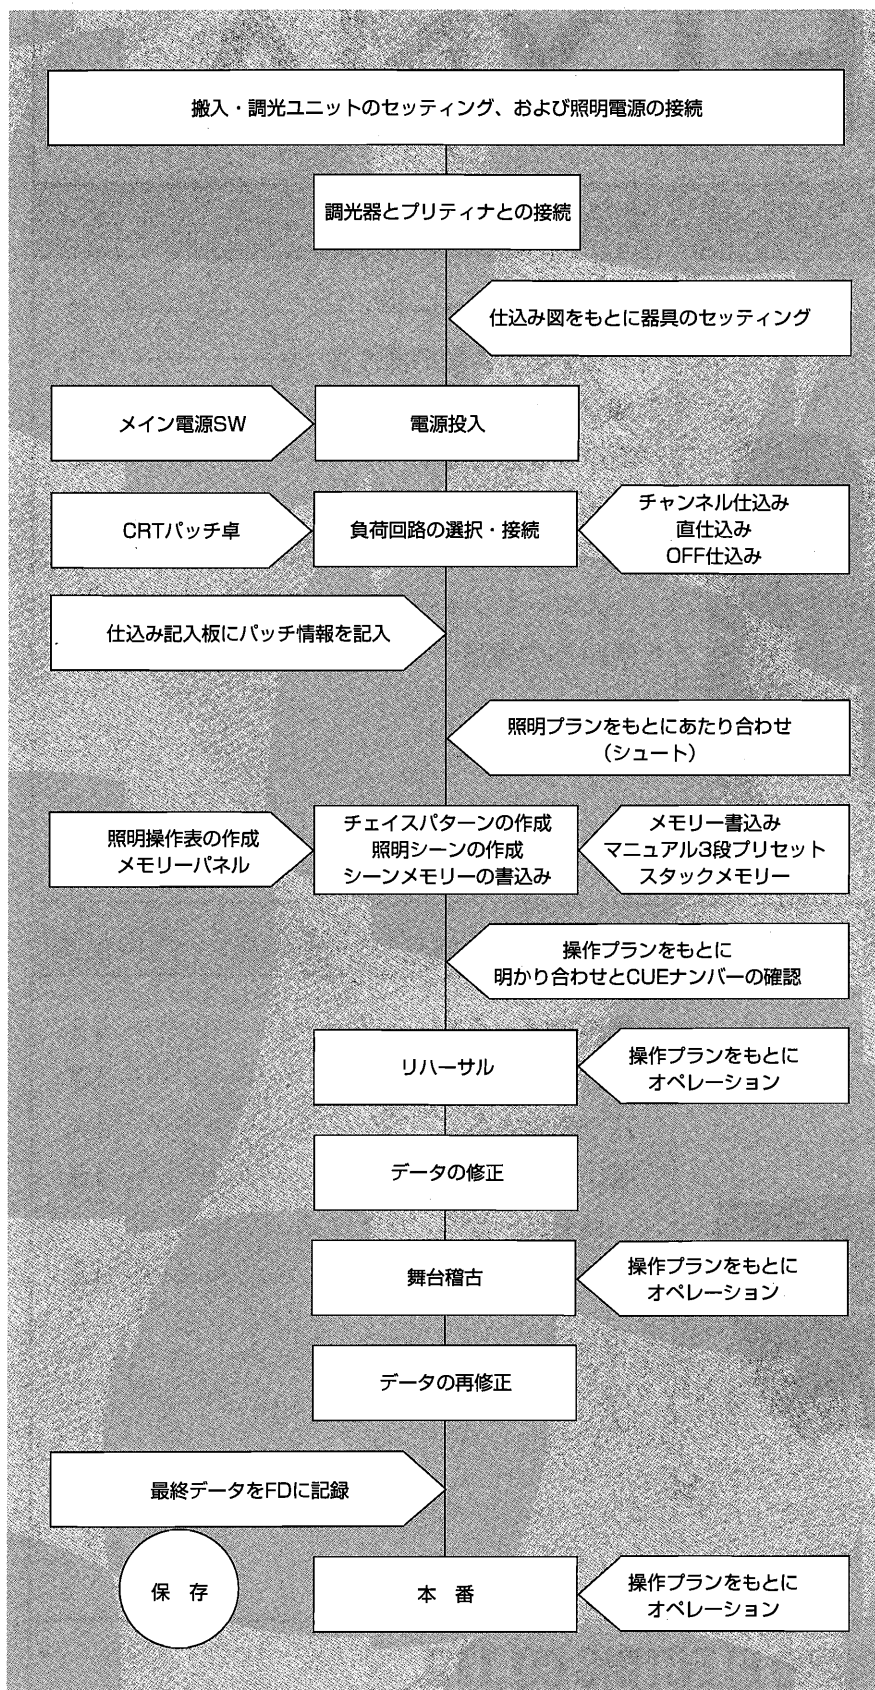 搬入・調光ユニットのセッティング、および照明電源の接続
調光器とプリティナとの接続
仕込み図をもとに器具のセッティング
メイン電源SW
電源投入
CRTパッチ卓
負荷回路の選択・接続
チャンネル仕込み
直仕込み
OFF仕込み
仕込み記入板にパッチ情報を記入
照明プランをもとにあたり合わせ
(シュート)
照明操作表の作成
メモリーパネル
チェイスパターンの作成
照明シーンの作成
シーンメモリーの書込み
メモリー書込み
マニュアル3段プリセット
スタックメモリー
操作プランをもとに
明かり合わせとCUEナンバーの確認
リハーサル
操作プランをもとに
オペレーション
データの修正
舞台稽古
操作プランをもとに
オペレーション
データの再修正
最終データをFDに記録
保 存
本 番
操作プランをもとに
オペレーション